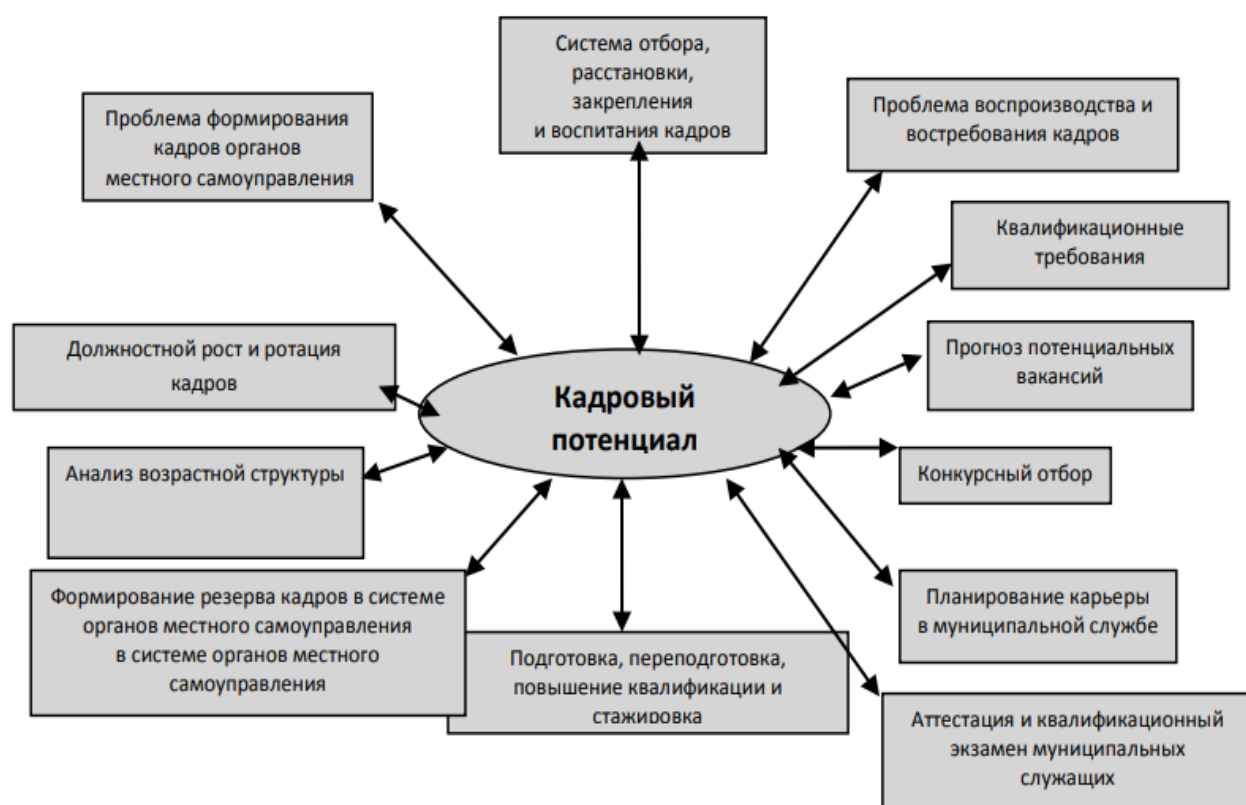 Система отбора,
расстановки,
закрепления
и воспитания кадров
Проблема формирования
кадров органов
местного самоуправления
Проблема воспроизводства и
востребования кадров
Квалификационные
требования
Должностной рост и ротация
кадров
Прогноз потенциальных
вакансий
Кадровый
потенциал
Анализ возрастной структуры
Конкурсный отбор
Формирование резерва кадров в системе
органов местного самоуправления
в системе органов местного
самоуправления
Планирование карьеры
в муниципальной службе
Подготовка, переподготовка,
повышение квалификации и
стажировка
Аттестация и квалификационный
экзамен муниципальных
служащих